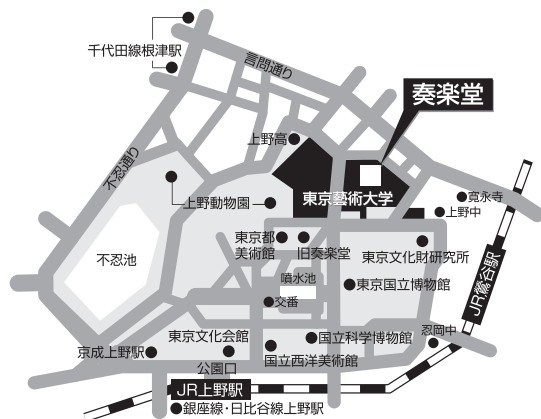 千代田線根津駅
言問通り
奏楽堂
上野高
不忍通り
東京藝術大学
寛永寺
上野中
上野動物園
東京都
美術館
旧奏楽堂
東京文化財研究所
不忍池
噴水池
東京国立博物館
JR鶯谷駅
交番
忍岡中
東京文化会館
国立科学博物館
京成上野駅
公園口
国立西洋美術館
JR上野駅
銀座線・日比谷線上野駅